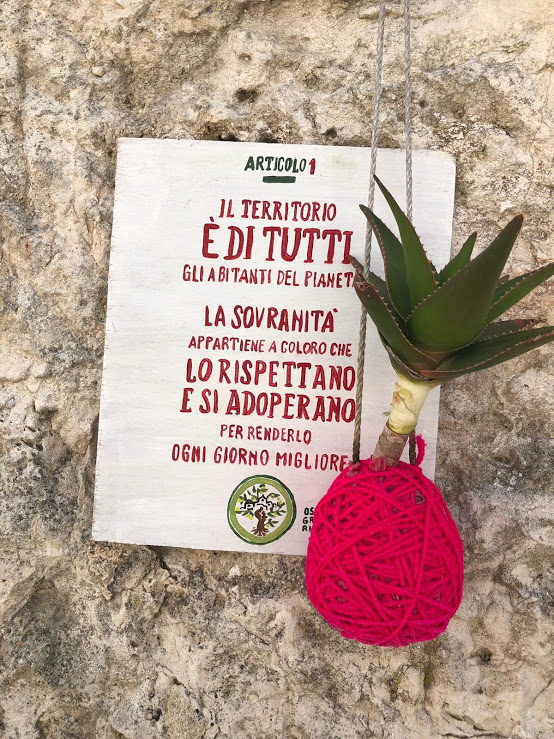 ARTICOLO 1
IL TERRITORIO
È DI TUTTI
GLI ABITANTI DEL PIANET
LA SOVRANITA'
APPARTIENE A COLORO CHE
LO RISPETTANO
E SI ADOPERANO
PER RENDERLO
OGNI GIORNO MIGLIORE